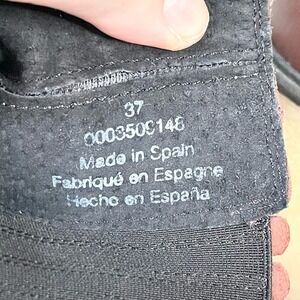 37
0003509148
Made in Spain
Fabriqué en Espagne
Hecho en España